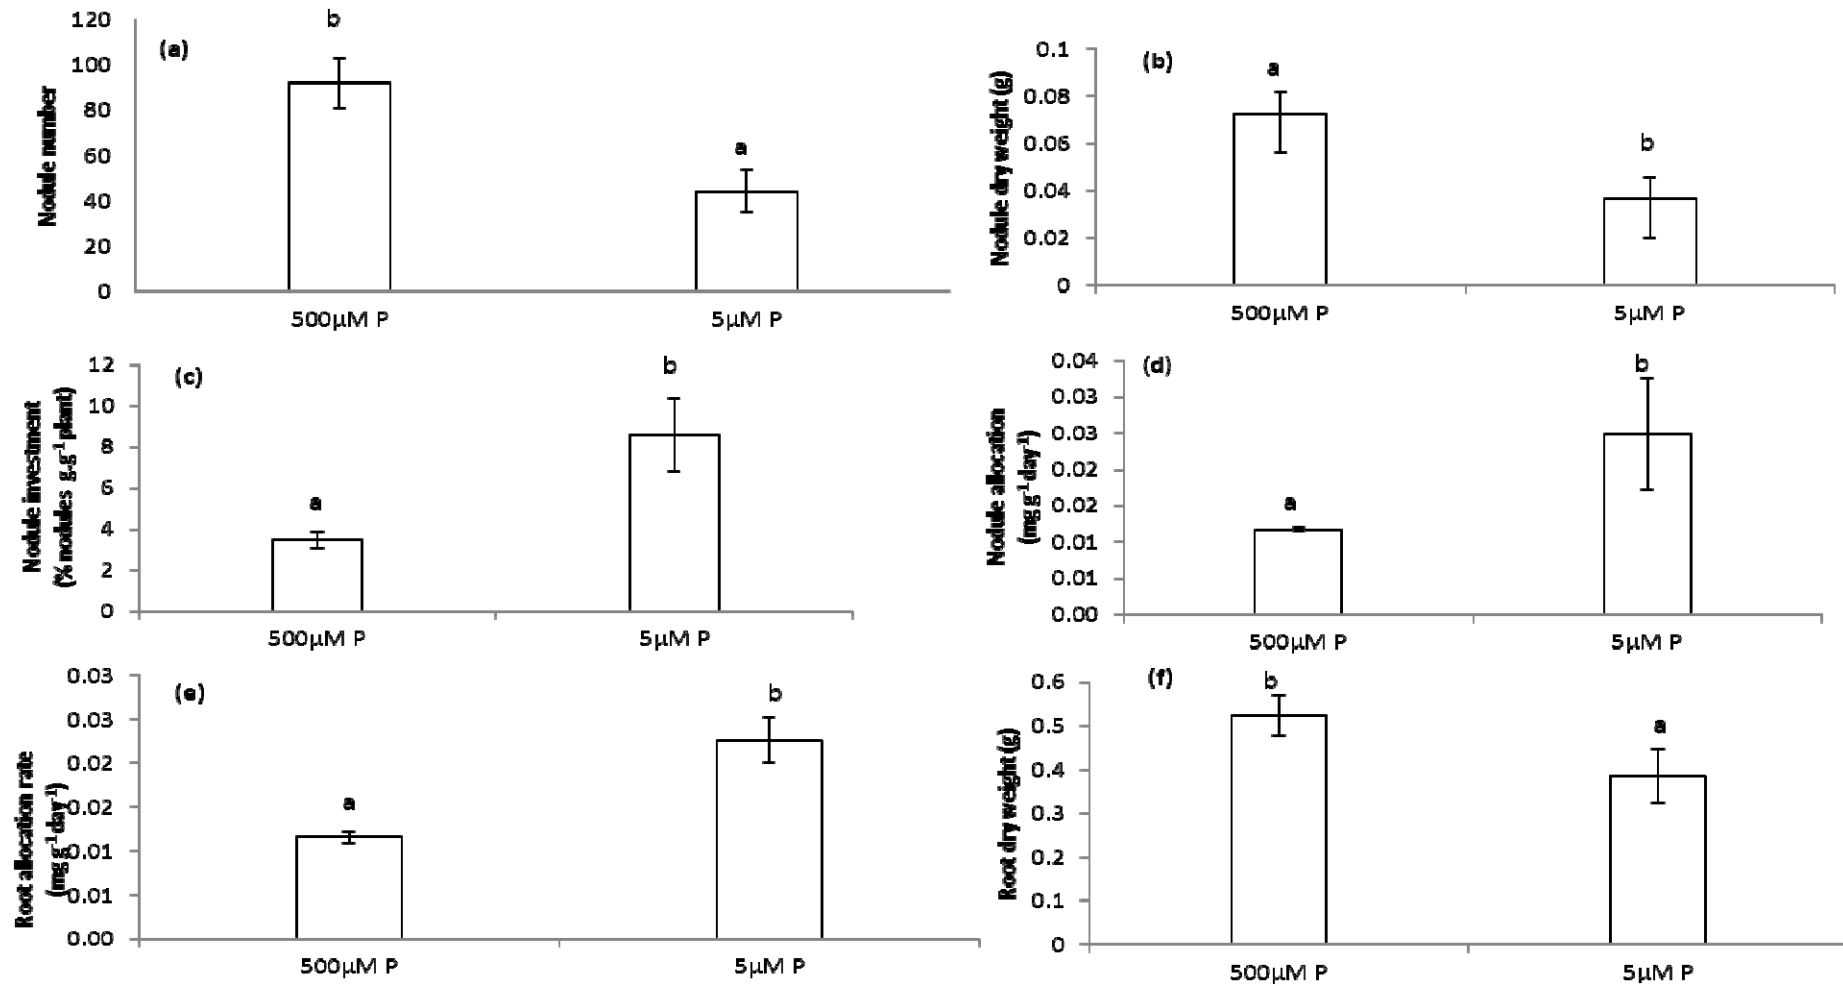 (a)
b
a
Nodule number
120
100
80
60
40
20
0
500µM P
5µM P
(b)
a
b
Nodule dry weight (g)
0.1
0.08
0.06
0.04
0.02
0
500µM P
5µM P
(c)
a
b
Nodule investment
(% nodules g.g⁻¹ plant)
12
10
8
6
4
2
0
500µM P
5µM P
(d)
a
b
Nodule allocation
(mg g⁻¹ day⁻¹)
0.04
0.03
0.03
0.02
0.02
0.01
0.01
0.00
500µM P
5µM P
(e)
a
b
Root allocation rate
(mg g⁻¹ day⁻¹)
0.03
0.03
0.02
0.02
0.01
0.01
0.00
500µM P
5µM P
(f)
b
a
Root dry weight (g)
0.6
0.5
0.4
0.3
0.2
0.1
0
500µM P
5µM P